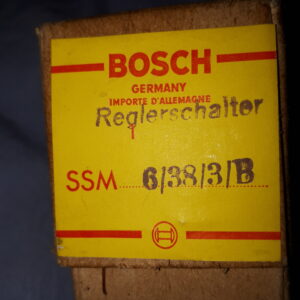 BOSCH
GERMANY
IMPORTE D'ALLEMAGNE
Reglerschalter
SSM 6/38/3/B